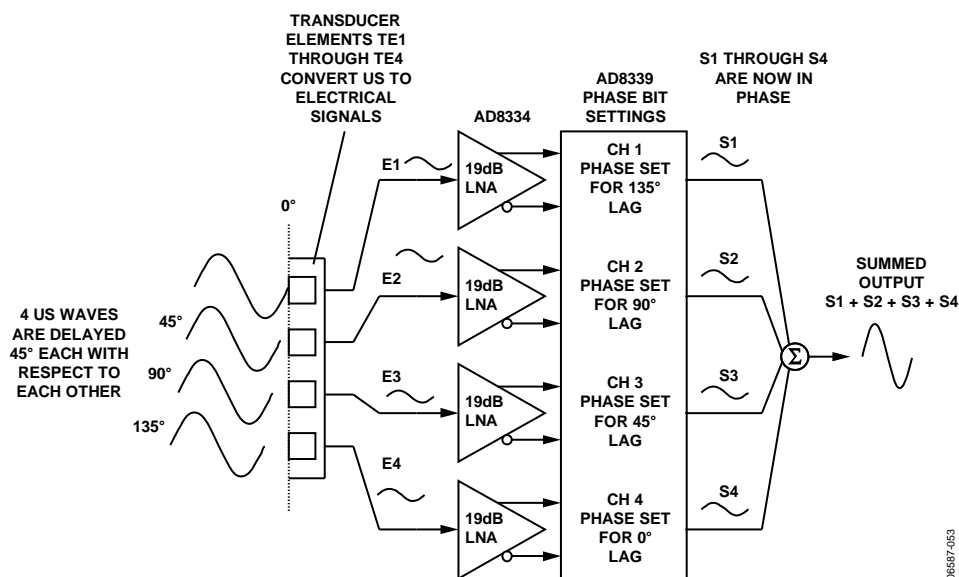 TRANSDUCER
ELEMENTS TE1
THROUGH TE4
CONVERT US TO
ELECTRICAL
SIGNALS
AD8334
AD8339
PHASE BIT
SETTINGS
S1 THROUGH S4
ARE NOW IN
PHASE
0°
4 US WAVES
ARE DELAYED
45° EACH WITH
RESPECT TO
EACH OTHER
45°
90°
135°
E1
19dB
LNA
CH 1
PHASE SET
FOR 135°
LAG
S1
E2
19dB
LNA
CH 2
PHASE SET
FOR 90°
LAG
S2
E3
19dB
LNA
CH 3
PHASE SET
FOR 45°
LAG
S3
E4
19dB
LNA
CH 4
PHASE SET
FOR 0°
LAG
S4
Σ
SUMMED
OUTPUT
S1 + S2 + S3 + S4
06587-053